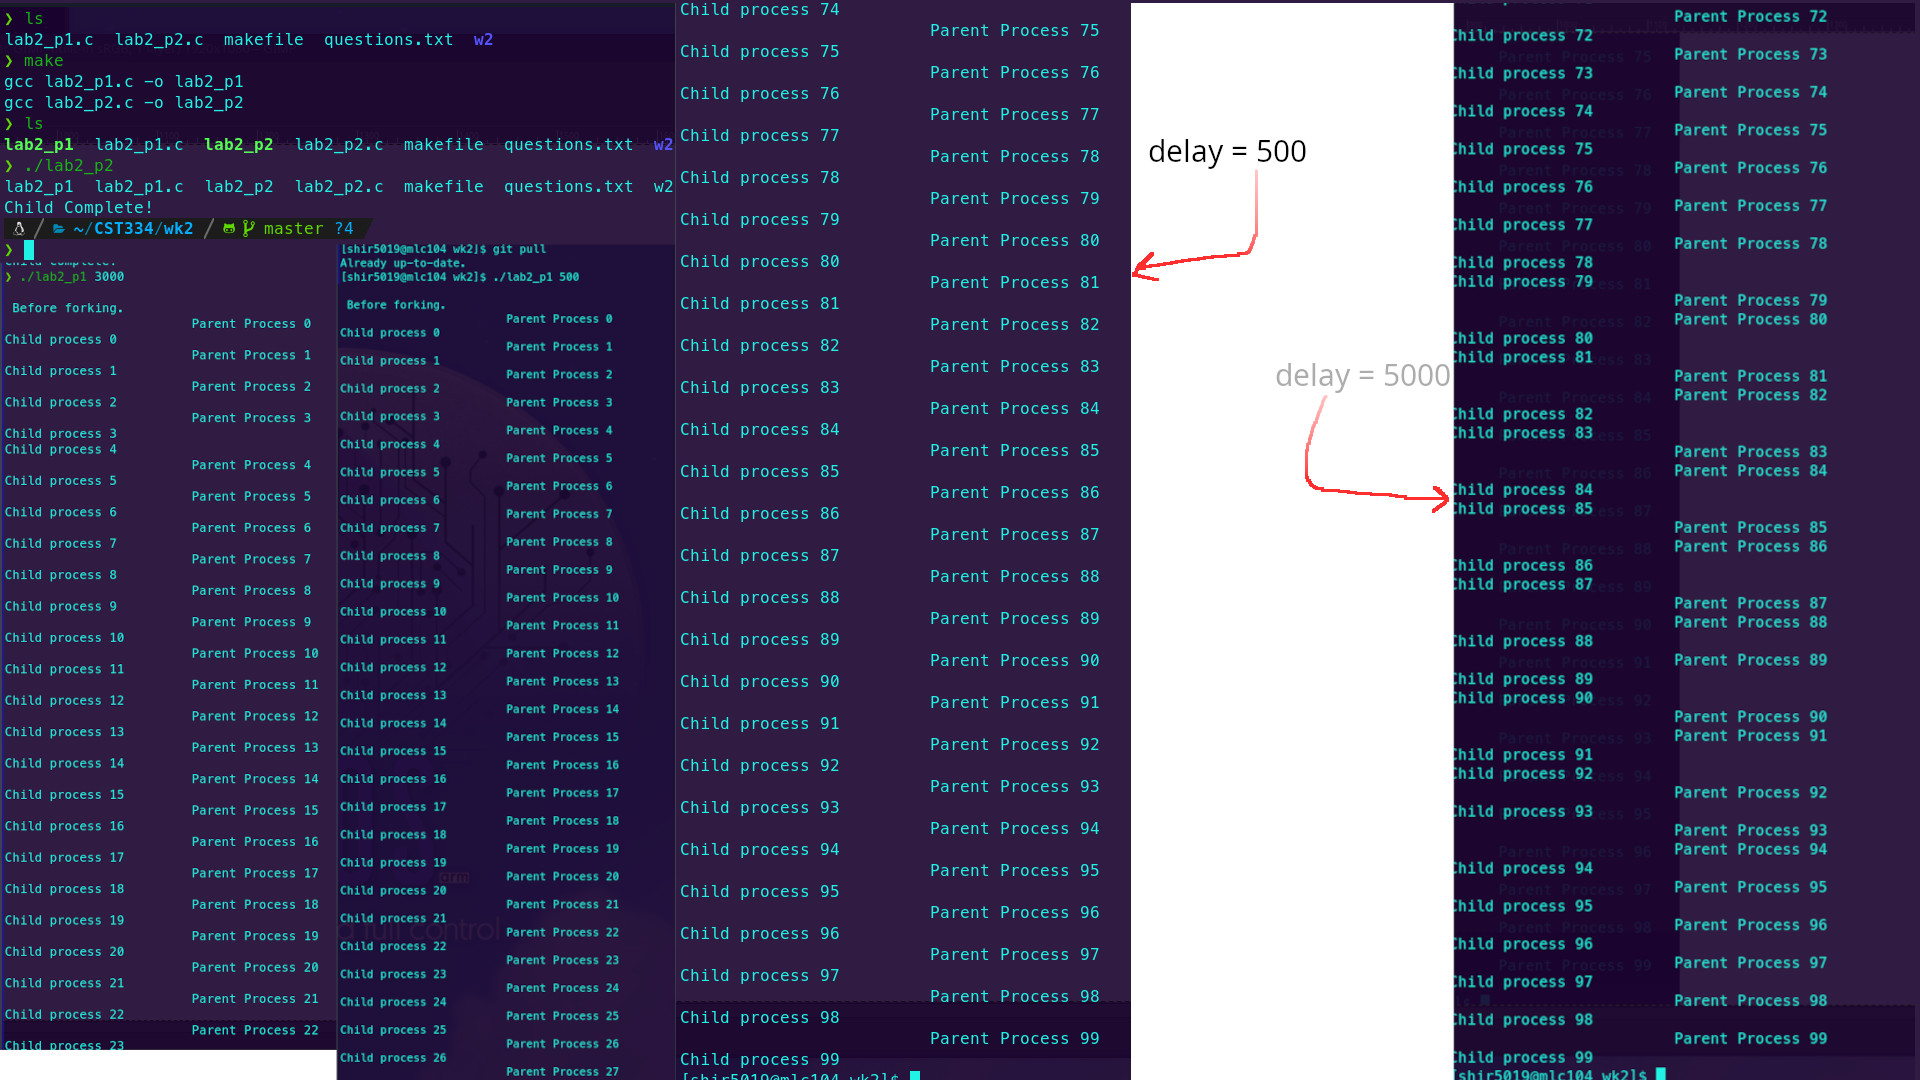 ❯ ls
lab2_p1.c  lab2_p2.c  makefile  questions.txt  w2
❯ make
gcc lab2_p1.c -o lab2_p1
gcc lab2_p2.c -o lab2_p2
❯ ls
lab2_p1  lab2_p1.c  lab2_p2  lab2_p2.c  makefile  questions.txt  w2
❯ ./lab2_p2
lab2_p1  lab2_p1.c  lab2_p2  lab2_p2.c  makefile  questions.txt  w2
Child Complete!
~/CST334/wk2 master ?4
❯
❯ ./lab2_p1 3000
Before forking.
Parent Process 0
Child process 0
Parent Process 1
Child process 1
Parent Process 2
Child process 2
Parent Process 3
Child process 3
Child process 4
Parent Process 4
Child process 5
Parent Process 5
Child process 6
Parent Process 6
Child process 7
Parent Process 7
Child process 8
Parent Process 8
Child process 9
Parent Process 9
Child process 10
Parent Process 10
Child process 11
Parent Process 11
Child process 12
Parent Process 12
Child process 13
Parent Process 13
Child process 14
Parent Process 14
Child process 15
Parent Process 15
Child process 16
Parent Process 16
Child process 17
Parent Process 17
Child process 18
Parent Process 18
Child process 19
Parent Process 19
Child process 20
Parent Process 20
Child process 21
Parent Process 21
Child process 22
Parent Process 22
Child process 23
[shir5019@mlc104 wk2]$ git pull
Already up-to-date.
[shir5019@mlc104 wk2]$ ./lab2_p1 500
Before forking.
Parent Process 0
Child process 0
Parent Process 1
Child process 1
Parent Process 2
Child process 2
Parent Process 3
Child process 3
Parent Process 4
Child process 4
Parent Process 5
Child process 5
Parent Process 6
Child process 6
Parent Process 7
Child process 7
Parent Process 8
Child process 8
Parent Process 9
Child process 9
Parent Process 10
Child process 10
Parent Process 11
Child process 11
Parent Process 12
Child process 12
Parent Process 13
Child process 13
Parent Process 14
Child process 14
Parent Process 15
Child process 15
Parent Process 16
Child process 16
Parent Process 17
Child process 17
Parent Process 18
Child process 18
Parent Process 19
Child process 19
Parent Process 20
Child process 20
Parent Process 21
Child process 21
Parent Process 22
Child process 22
Parent Process 23
Child process 23
Parent Process 24
Child process 24
Parent Process 25
Child process 25
Parent Process 26
Child process 26
Parent Process 27
Child process 74
Parent Process 75
Child process 75
Parent Process 76
Child process 76
Parent Process 77
Child process 77
Parent Process 78
Child process 78
Parent Process 79
Child process 79
Parent Process 80
Child process 80
Parent Process 81
Child process 81
Parent Process 82
Child process 82
Parent Process 83
Child process 83
Parent Process 84
Child process 84
Parent Process 85
Child process 85
Parent Process 86
Child process 86
Parent Process 87
Child process 87
Parent Process 88
Child process 88
Parent Process 89
Child process 89
Parent Process 90
Child process 90
Parent Process 91
Child process 91
Parent Process 92
Child process 92
Parent Process 93
Child process 93
Parent Process 94
Child process 94
Parent Process 95
Child process 95
Parent Process 96
Child process 96
Parent Process 97
Child process 97
Parent Process 98
Child process 98
Parent Process 99
Child process 99
[shir5019@mlc104 wk2]$
delay = 500
delay = 5000
Parent Process 72
Child process 72
Parent Process 73
Child process 73
Parent Process 74
Child process 74
Parent Process 75
Child process 75
Parent Process 76
Child process 76
Parent Process 77
Child process 77
Parent Process 78
Child process 78
Child process 79
Parent Process 79
Parent Process 80
Child process 80
Child process 81
Parent Process 81
Parent Process 82
Child process 82
Child process 83
Parent Process 83
Parent Process 84
Child process 84
Child process 85
Parent Process 85
Parent Process 86
Child process 86
Child process 87
Parent Process 87
Parent Process 88
Child process 88
Parent Process 89
Child process 89
Child process 90
Parent Process 90
Parent Process 91
Child process 91
Child process 92
Parent Process 92
Child process 93
Parent Process 93
Parent Process 94
Child process 94
Parent Process 95
Child process 95
Parent Process 96
Child process 96
Parent Process 97
Child process 97
Parent Process 98
Child process 98
Parent Process 99
Child process 99
[shir5019@mlc104 wk2]$